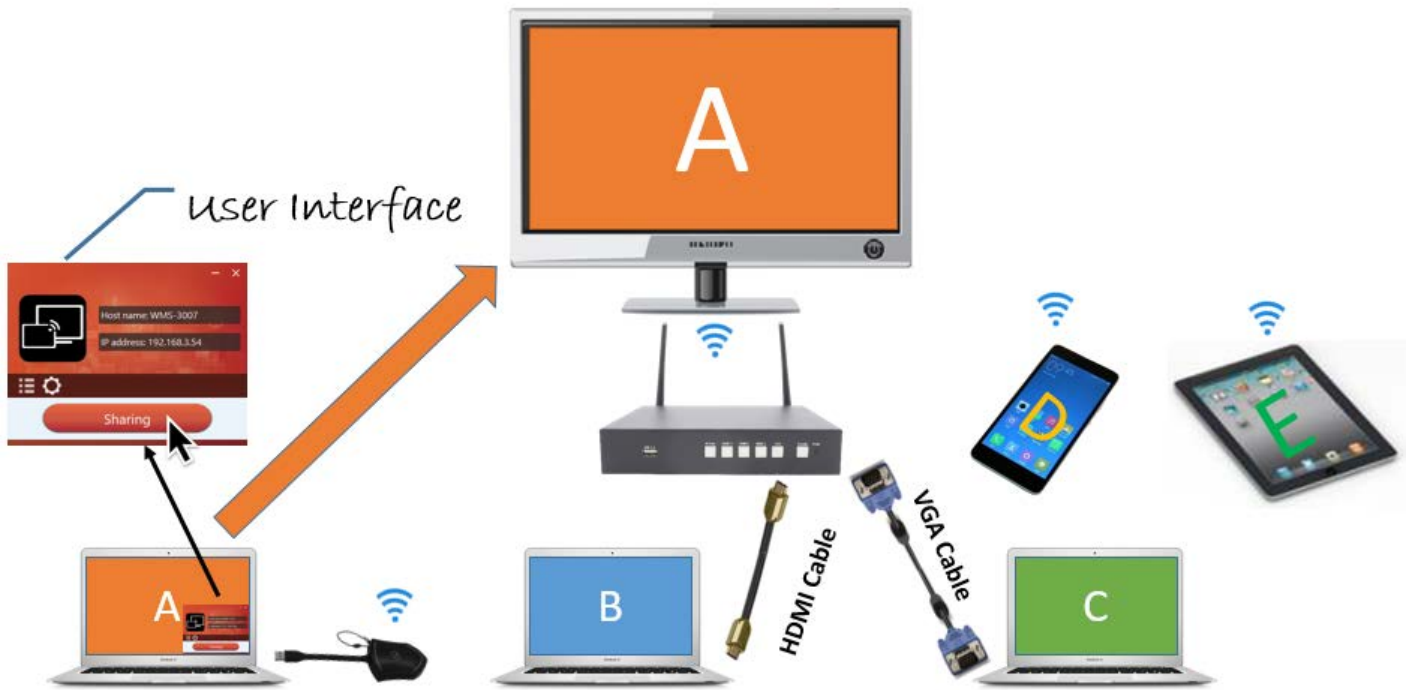 A
User Interface
Host name: WMS-3007
IP address: 192.168.3.54
Sharing
D
E
HDMI Cable
VGA Cable
A
B
C